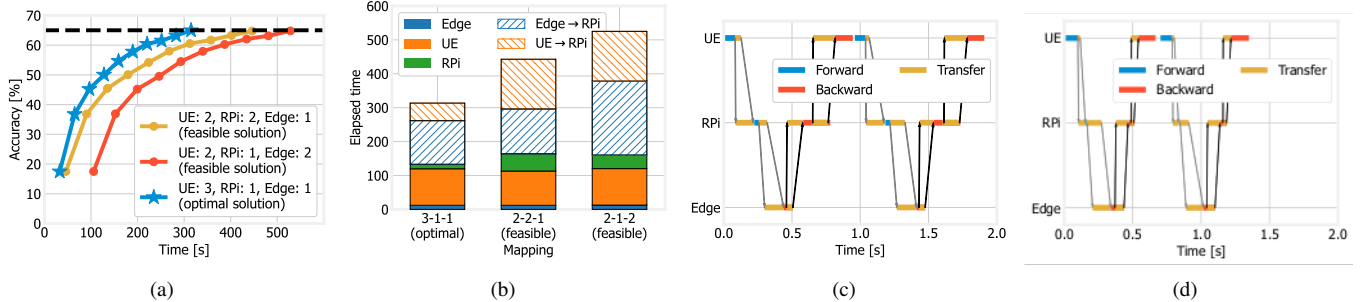 70
60
50
40
30
20
10
0
Accuracy [%]
UE: 2, RPi: 2, Edge: 1
(feasible solution)
UE: 2, RPi: 1, Edge: 2
(feasible solution)
UE: 3, RPi: 1, Edge: 1
(optimal solution)
0 100 200 300 400 500 600
Time [s]
(a)
600
500
400
300
200
100
0
Elapsed time
Edge
UE
RPi
Edge→RPi
UE→RPi
3-1-1 2-2-1 2-1-2
(optimal) (feasible) (feasible)
Mapping
(b)
UE
RPi
Edge
Forward
Backward
Transfer
0.0 0.5 1.0 1.5 2.0
Time [s]
(c)
UE
RPi
Edge
Forward
Backward
Transfer
0.0 0.5 1.0 1.5 2.0
Time [s]
(d)